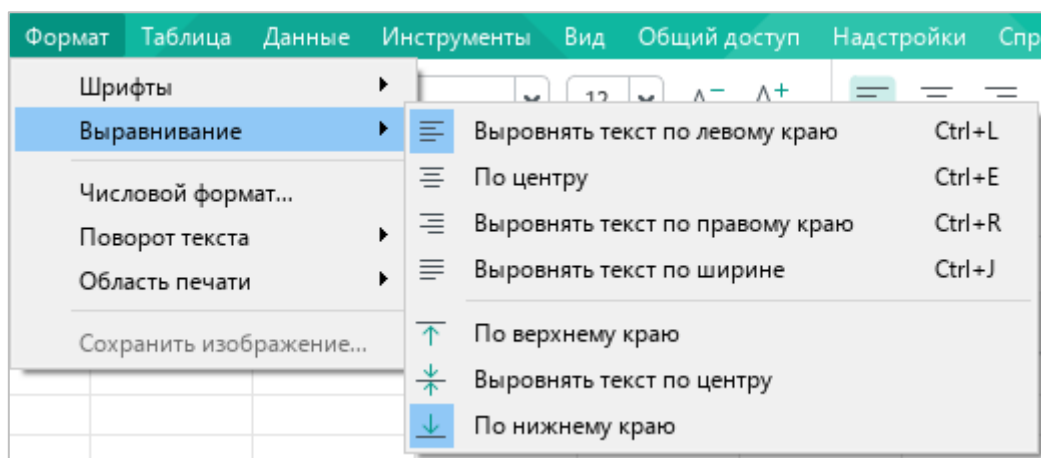 Формат Таблица Данные Инструменты Вид Общий доступ Надстройки Спр
Шрифты
12 A− A+
Выравнивание
Выровнять текст по левому краю Ctrl+L
По центру Ctrl+E
Числовой формат...
Выровнять текст по правому краю Ctrl+R
Поворот текста
Выровнять текст по ширине Ctrl+J
Область печати
По верхнему краю
Сохранить изображение...
Выровнять текст по центру
По нижнему краю